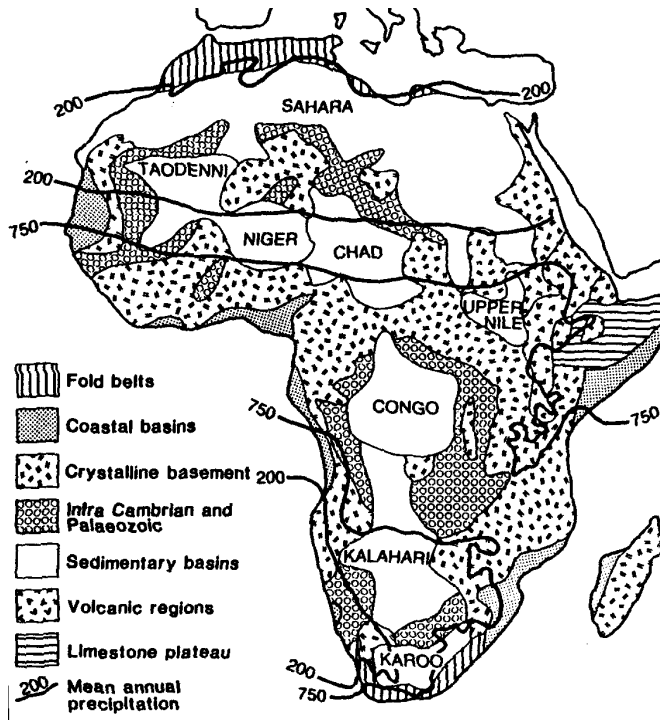 200
200
SAHARA
TAODENNI
200
750
NIGER
CHAD
UPPER
NILE
CONGO
750
750
200
KALAHARI
KAROO
200
750
Fold belts
Coastal basins
Crystalline basement
Infra Cambrian and
Palaeozoic
Sedimentary basins
Volcanic regions
Limestone plateau
200 Mean annual
precipitation